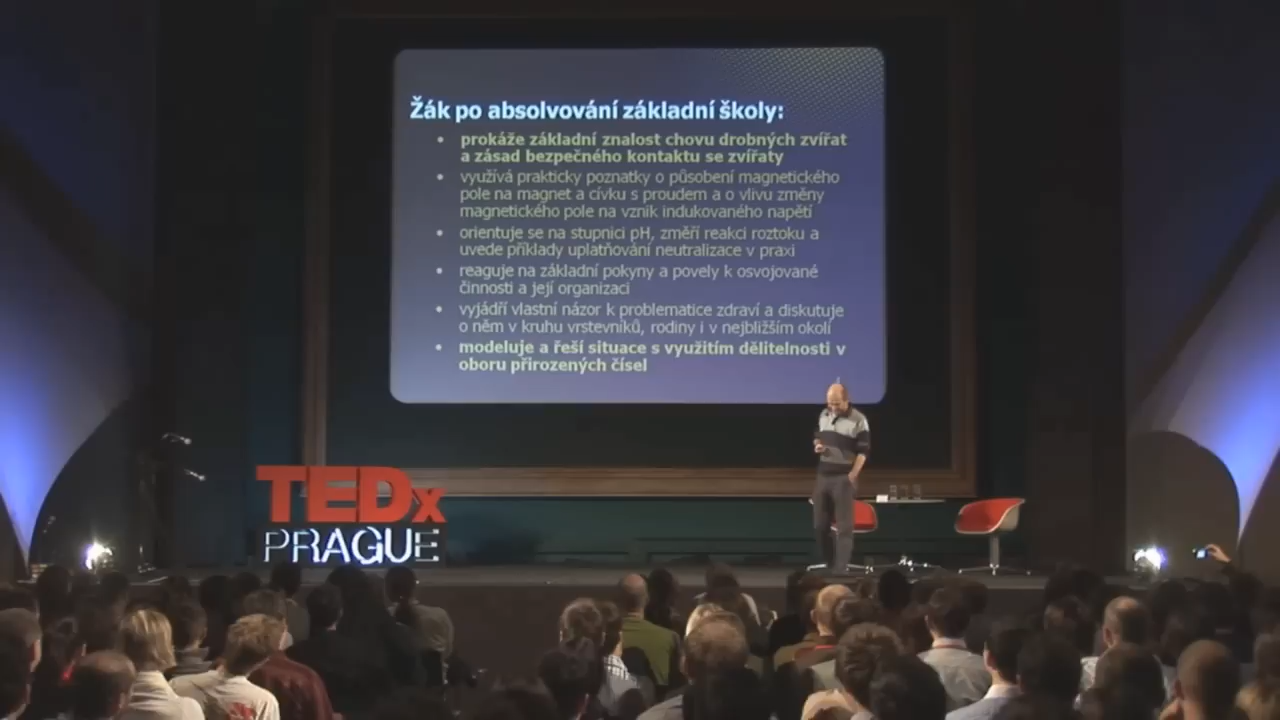 Žák po absolvování základní školy:
• prokáže základní znalost chovu drobných zvířat
a zásad bezpečného kontaktu se zvířaty
• využívá prakticky poznatky o působení magnetického
pole na magnet a cívku s proudem a o vlivu změny
magnetického pole na vznik indukovaného napětí
• orientuje se na stupnici pH, změří reakci roztoku a
uvede příklady uplatňování neutralizace v praxi
• reaguje na základní pokyny a povely k osvojované
činnosti a její organizaci
• vyjádří vlastní názor k problematice zdraví a diskutuje
o něm v kruhu vrstevníků, rodiny i v nejbližším okolí
• modeluje a řeší situace s využitím dělitelnosti v
oboru přirozených čísel
TEDx
PRAGUE